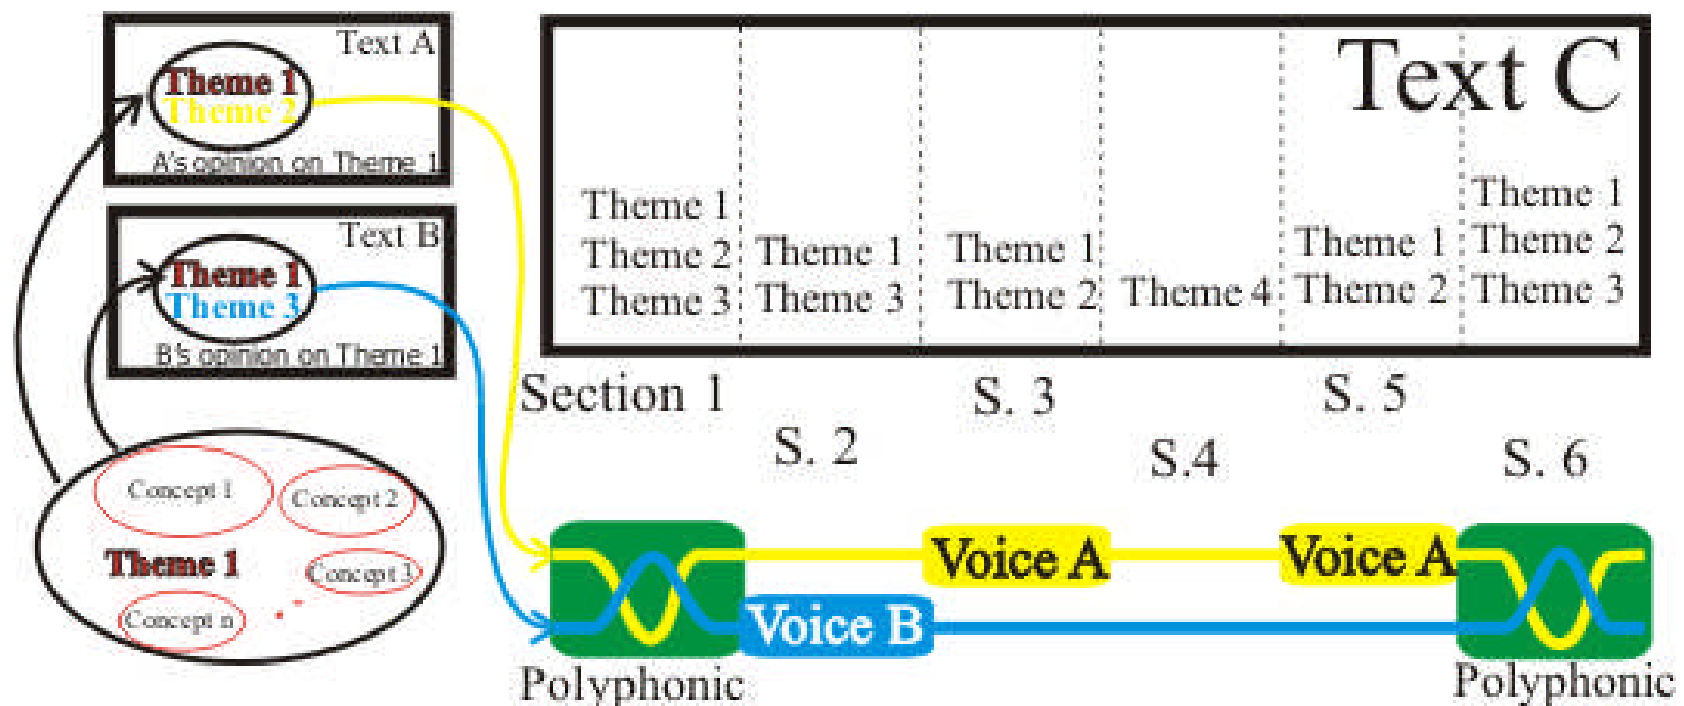 Text A
Theme 1
Theme 2
A's opinion on Theme 1
Text B
Theme 1
Theme 3
B's opinion on Theme 1
Concept 1
Concept 2
Theme 1
Concept 3
Concept n
Text C
Theme 1
Theme 2
Theme 3
Theme 1
Theme 3
Theme 1
Theme 2
Theme 4
Theme 1
Theme 2
Theme 1
Theme 2
Theme 3
Section 1
S. 2
S. 3
S.4
S. 5
S. 6
Voice A
Voice A
Voice B
Polyphonic
Polyphonic